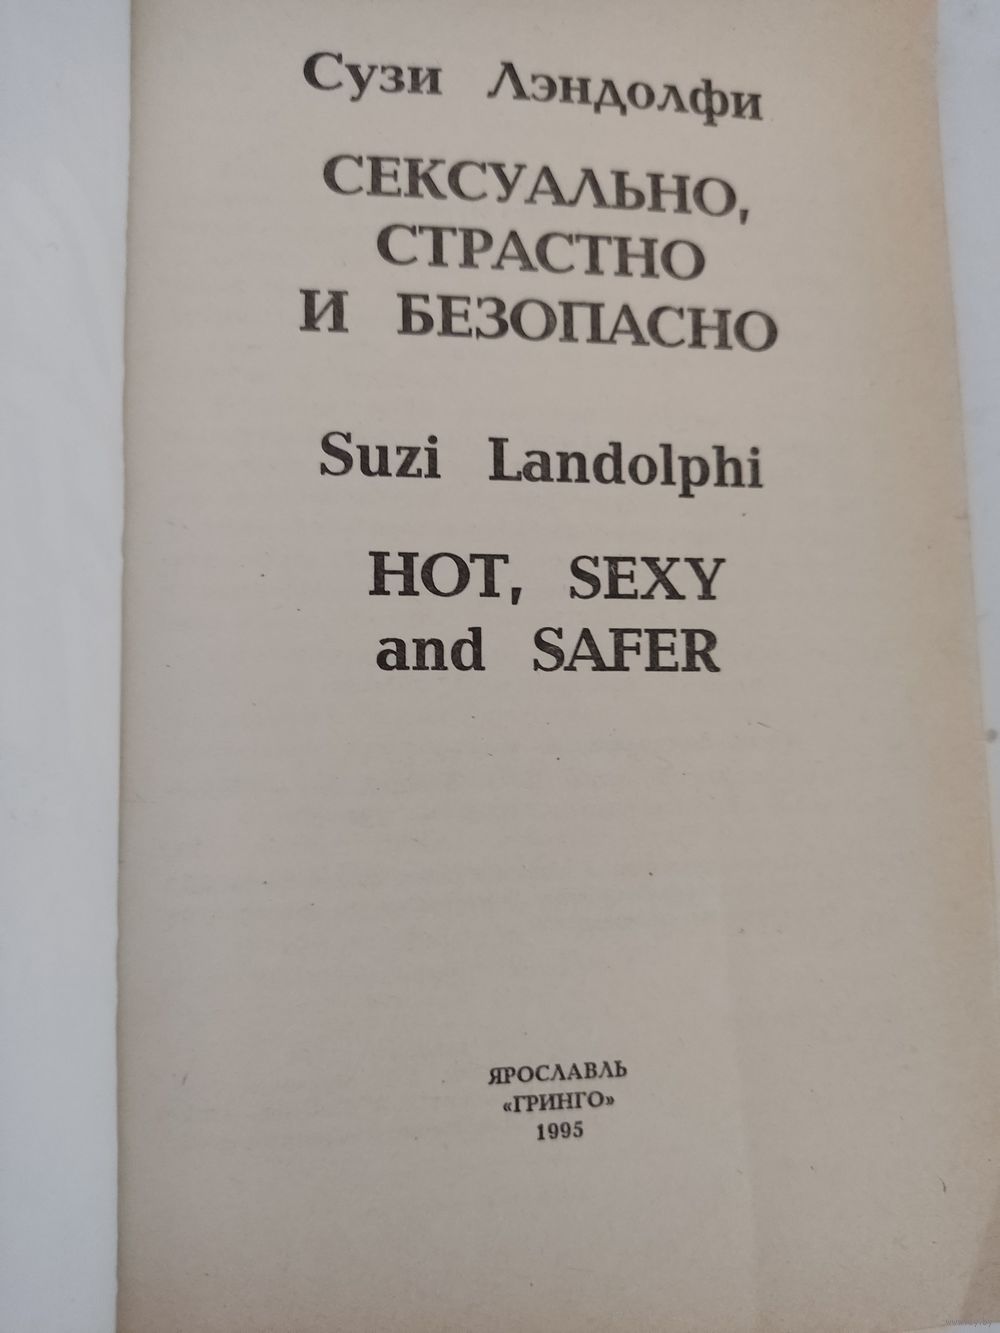 Сузи Лэндолфи
СЕКСУАЛЬНО,
СТРАСТНО
И БЕЗОПАСНО
Suzi Landolphi
HOT, SEXY
and SAFER
ЯРОСЛАВЛЬ
«ГРИНГО»
1995